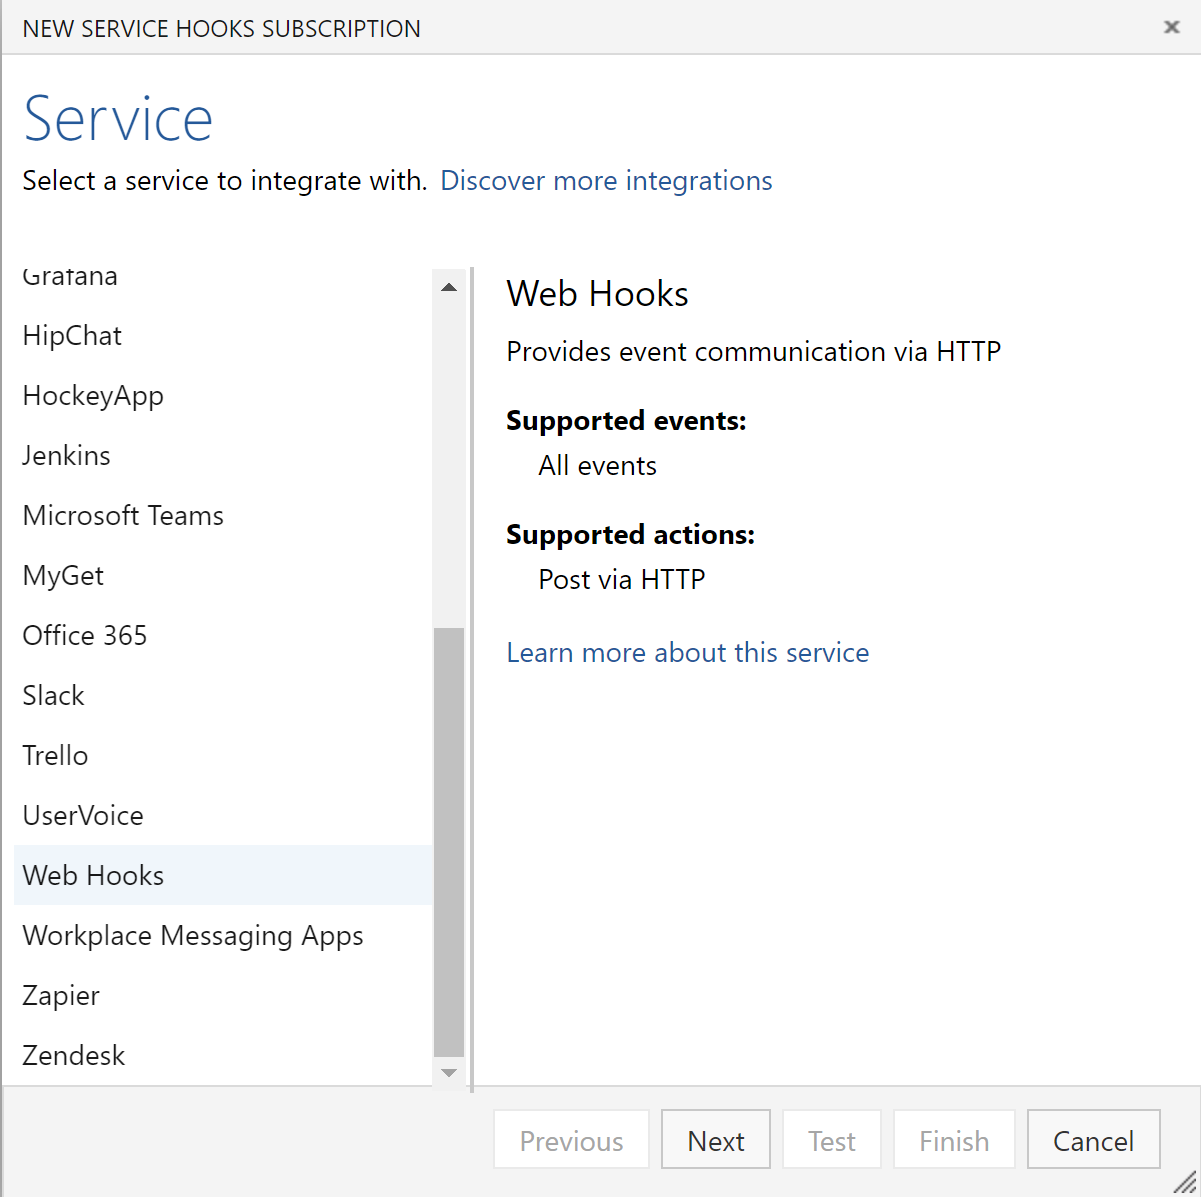 NEW SERVICE HOOKS SUBSCRIPTION
Service
Select a service to integrate with. Discover more integrations
Grafana
HipChat
HockeyApp
Jenkins
Microsoft Teams
MyGet
Office 365
Slack
Trello
UserVoice
Web Hooks
Workplace Messaging Apps
Zapier
Zendesk
Web Hooks
Provides event communication via HTTP
Supported events:
All events
Supported actions:
Post via HTTP
Learn more about this service
Previous Next Test Finish Cancel